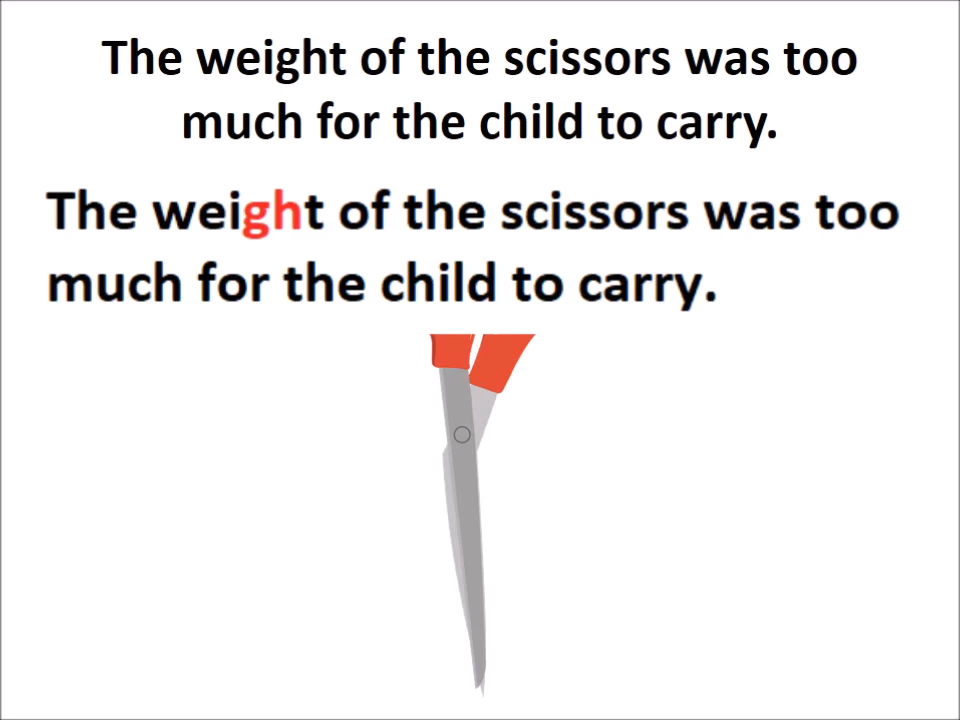 The weight of the scissors was too
much for the child to carry.
The weight of the scissors was too
much for the child to carry.